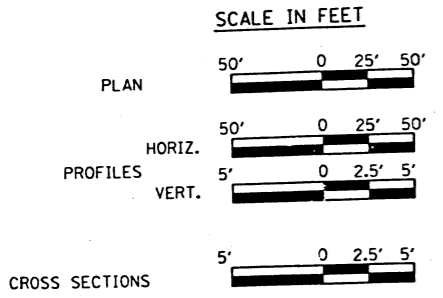 SCALE IN FEET
50' 0 25' 50'
PLAN
50' 0 25' 50'
HORIZ.
PROFILES
5' 0 2.5' 5'
VERT.
5' 0 2.5' 5'
CROSS SECTIONS